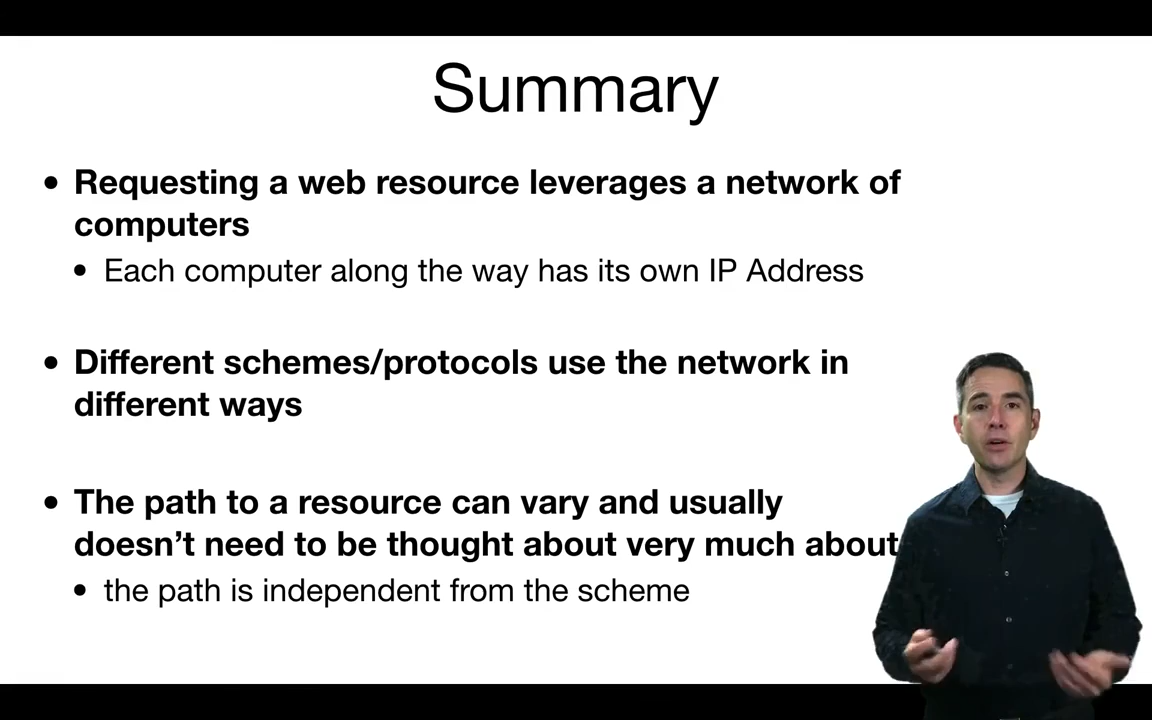 Summary
• Requesting a web resource leverages a network of
computers
• Each computer along the way has its own IP Address
• Different schemes/protocols use the network in
different ways
• The path to a resource can vary and usually
doesn’t need to be thought about very much about
• the path is independent from the scheme